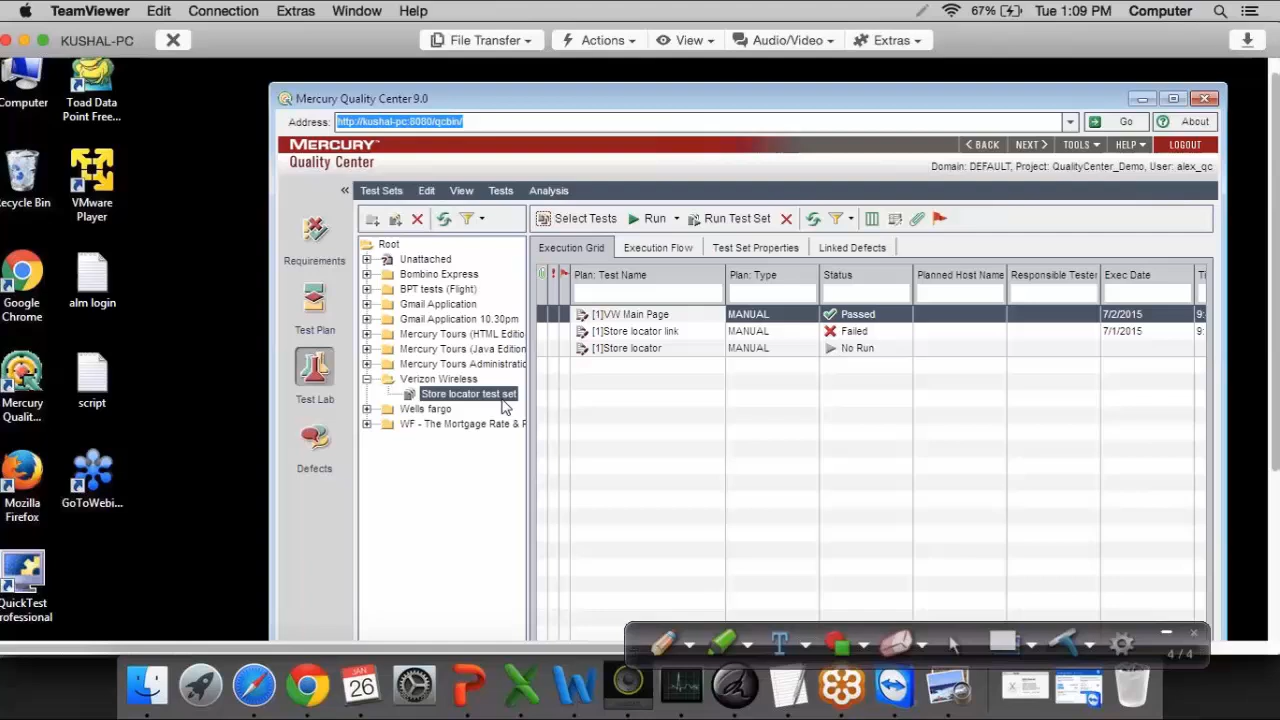 TeamViewer Edit Connection Extras Window Help 67% Tue 1:09 PM Computer
KUSHAL-PC File Transfer Actions View Audio/Video Extras
Computer
Toad Data
Point Free...
Recycle Bin
VMware
Player
Google
Chrome
alm login
Mercury
Qualit...
script
Mozilla
Firefox
GoToWebi...
QuickTest
Professional
Mercury Quality Center 9.0
Address: http://kushal-pc:8080/qcbin/ Go About
MERCURY™
Quality Center
BACK NEXT TOOLS HELP LOGOUT
Domain: DEFAULT, Project: QualityCenter_Demo, User: alex_qc
« Test Sets Edit View Tests Analysis
Requirements
Test Plan
Test Lab
Defects
Select Tests Run Run Test Set
Root
Unattached
Bombino Express
BPT tests (Flight)
Gmail Application
Gmail Application 10.30pm
Mercury Tours (HTML Editio
Mercury Tours (Java Edition
Mercury Tours Administratic
Verizon Wireless
Store locator test set
Wells fargo
WF - The Mortgage Rate & F
Execution Grid Execution Flow Test Set Properties Linked Defects
Plan: Test Name Plan: Type Status Planned Host Name Responsible Tester Exec Date Ti
[1]VW Main Page MANUAL Passed 7/2/2015 9:
[1]Store locator link MANUAL Failed 7/1/2015 9:
[1]Store locator MANUAL No Run
4/4
JAN
26